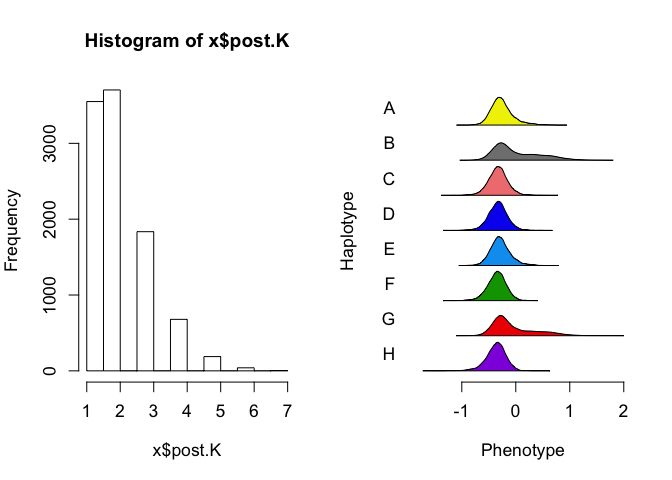 Histogram of x$post.K
Frequency
0
1000
2000
3000
1 2 3 4 5 6 7
x$post.K
Haplotype
A
B
C
D
E
F
G
H
-1 0 1 2
Phenotype